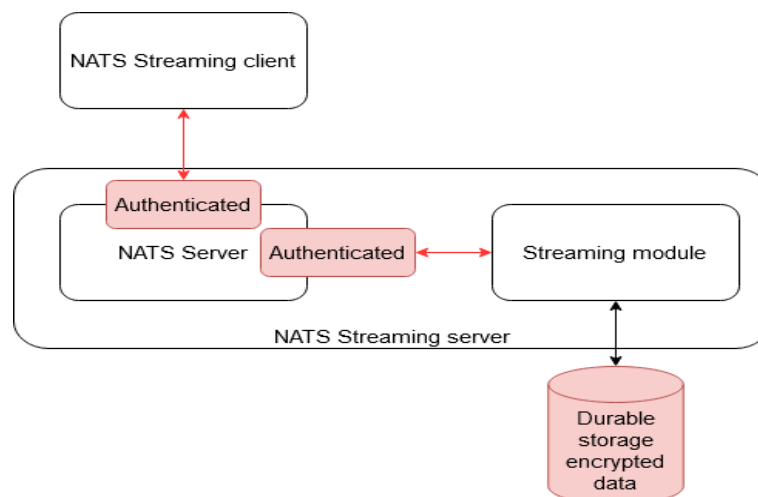 NATS Streaming client
Authenticated
NATS Server
Authenticated
Streaming module
NATS Streaming server
Durable
storage
encrypted
data